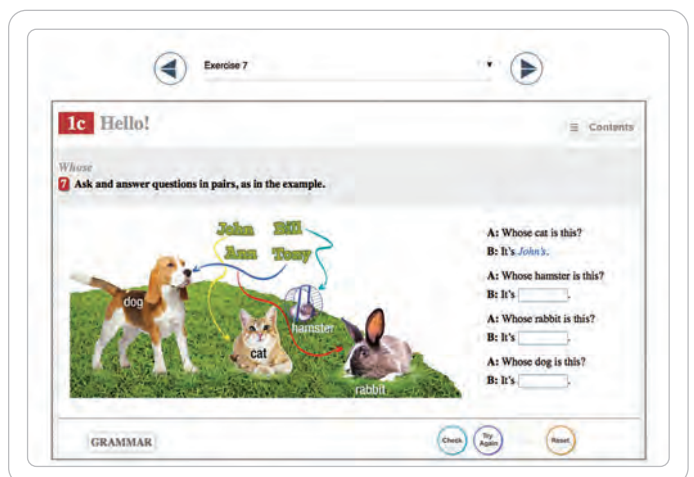 Exercise 7
1c Hello!
Contents
Whose
7 Ask and answer questions in pairs, as in the example.
John Bill
Ann Tony
dog
hamster
cat
rabbit
A: Whose cat is this?
B: It's John's.
A: Whose hamster is this?
B: It's .
A: Whose rabbit is this?
B: It's .
A: Whose dog is this?
B: It's .
GRAMMAR
Check
Try
Again
Reset